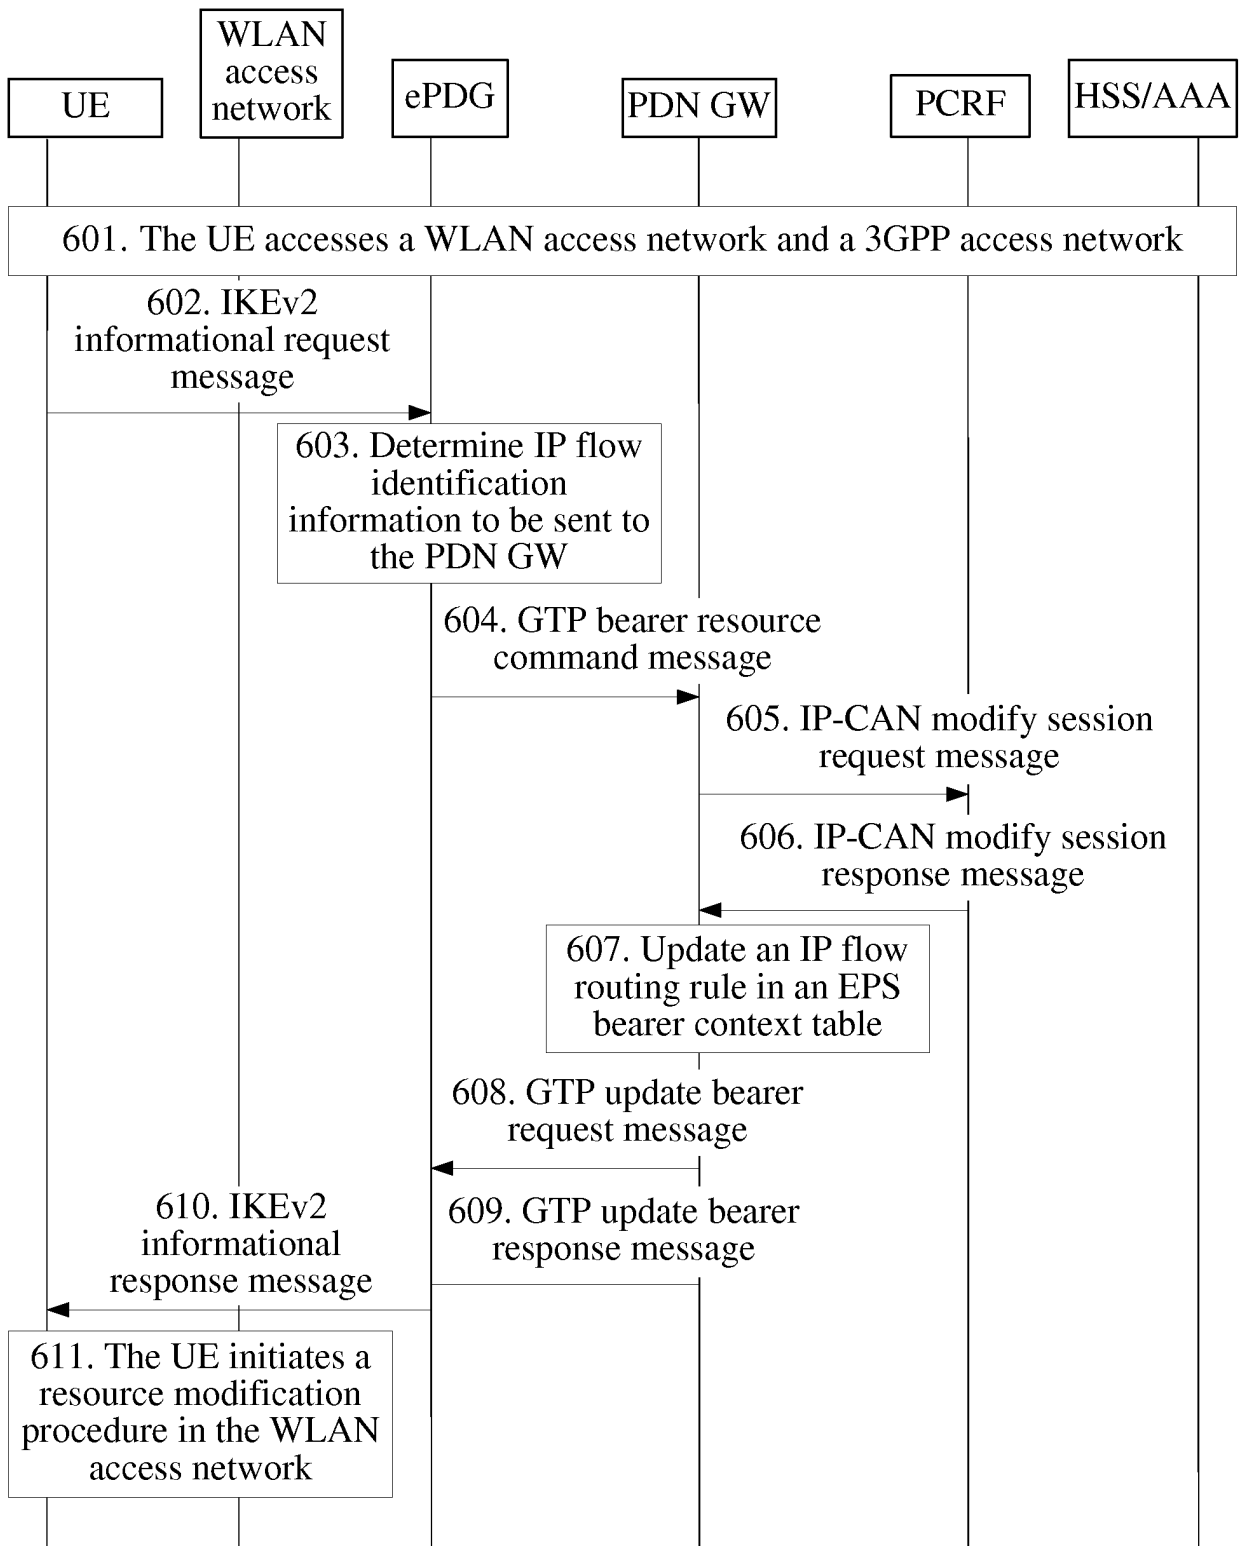 WLAN
access
network
UE
ePDG
PDN GW
PCRF
HSS/AAA
601. The UE accesses a WLAN access network and a 3GPP access network
602. IKEv2
informational request
message
603. Determine IP flow
identification
information to be sent to
the PDN GW
604. GTP bearer resource
command message
605. IP-CAN modify session
request message
606. IP-CAN modify session
response message
607. Update an IP flow
routing rule in an EPS
bearer context table
608. GTP update bearer
request message
610. IKEv2
informational
response message
609. GTP update bearer
response message
611. The UE initiates a
resource modification
procedure in the WLAN
access network